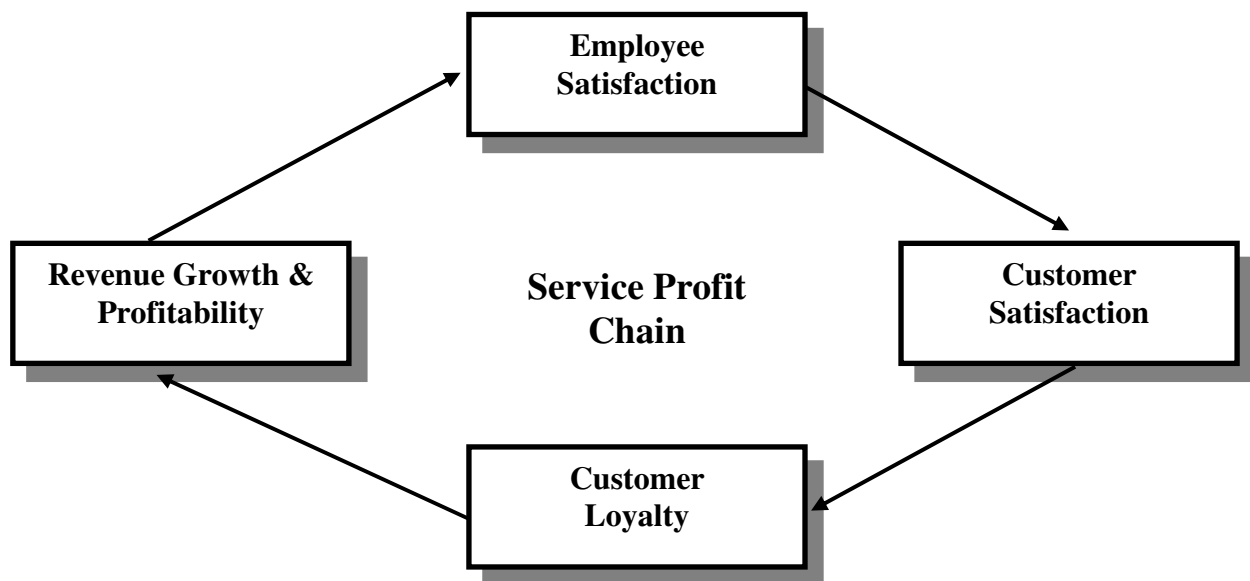 Employee
Satisfaction
Revenue Growth &
Profitability
Service Profit
Chain
Customer
Satisfaction
Customer
Loyalty